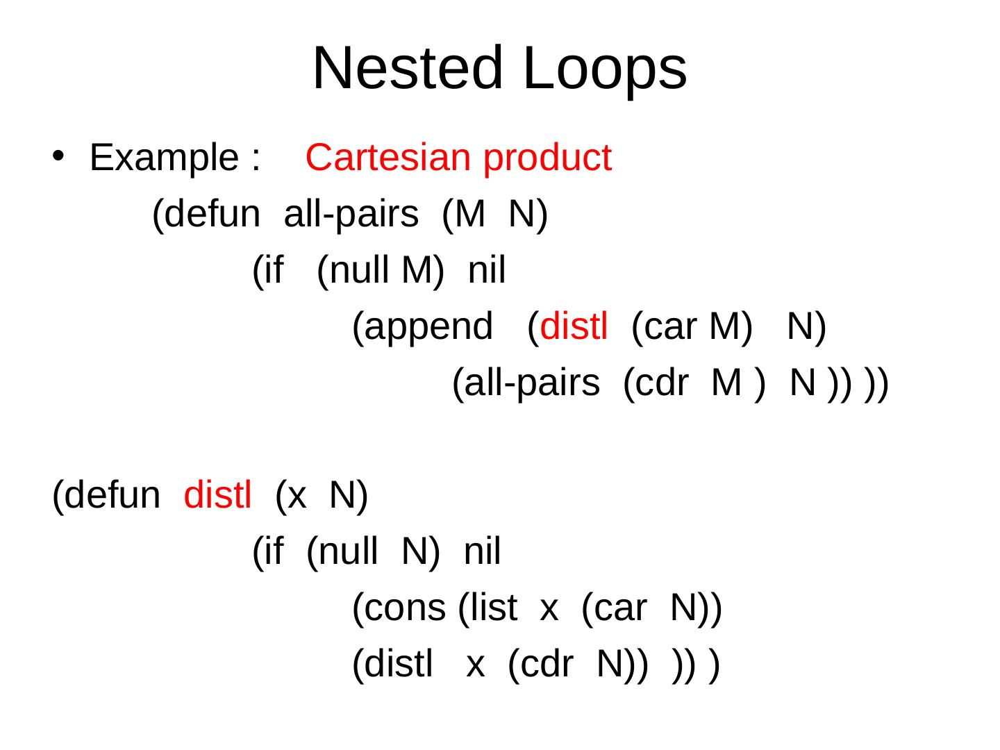 Nested Loops
• Example : Cartesian product
(defun all-pairs (M N)
(if (null M) nil
(append (distl (car M) N)
(all-pairs (cdr M ) N )) ))
(defun distl (x N)
(if (null N) nil
(cons (list x (car N))
(distl x (cdr N)) )) )